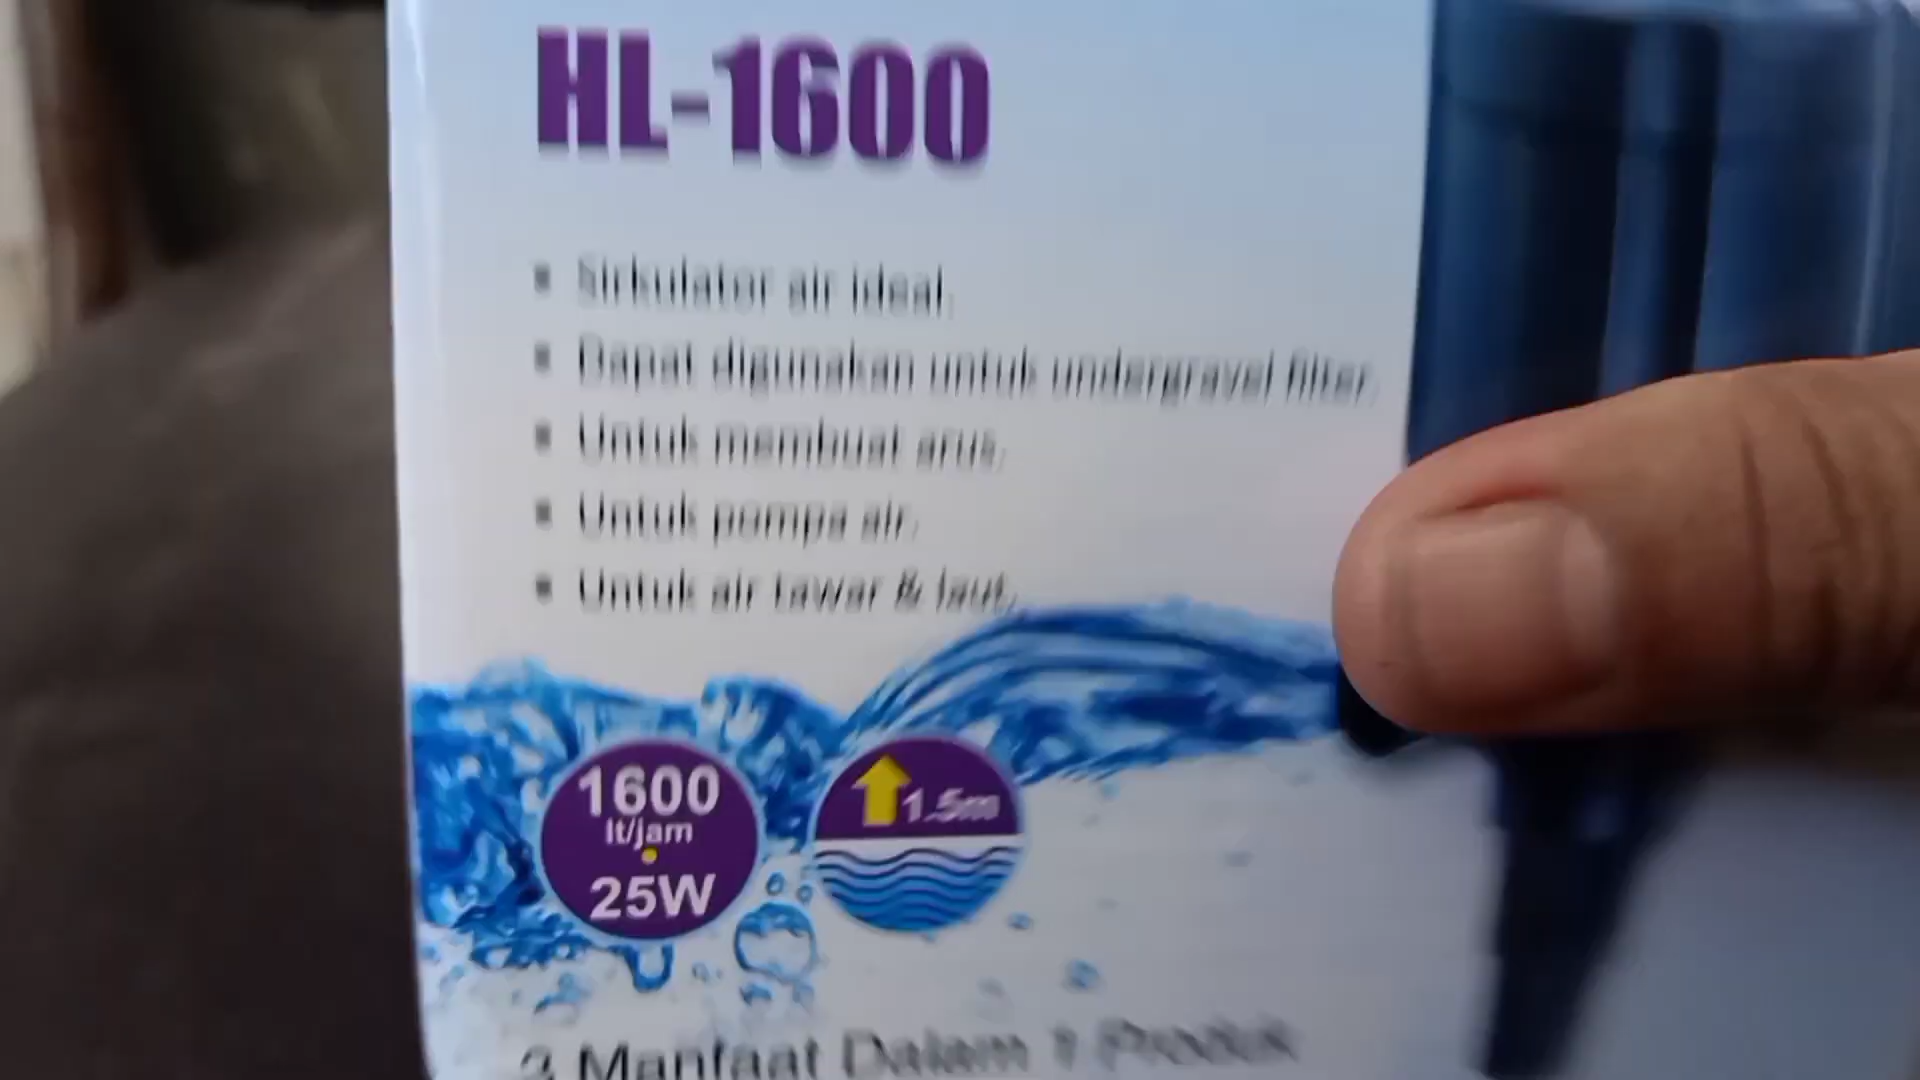 HL-1600
Sirkulator air ideal.
Dapat digunakan untuk undergravel filter.
Untuk membuat arus.
Untuk pompa air.
Untuk air tawar & laut.
1600
lt/jam
25W
1.5m
3 Manfaat Dalam 1 Produk